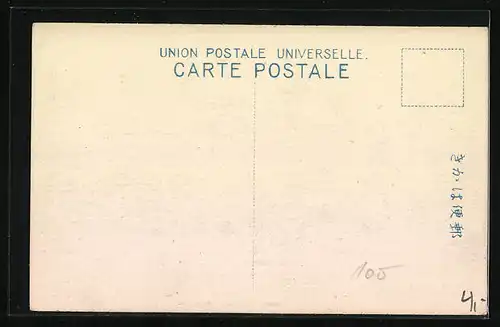 UNION POSTALE UNIVERSELLE.
CARTE POSTALE
きかは便郵
100
4,-